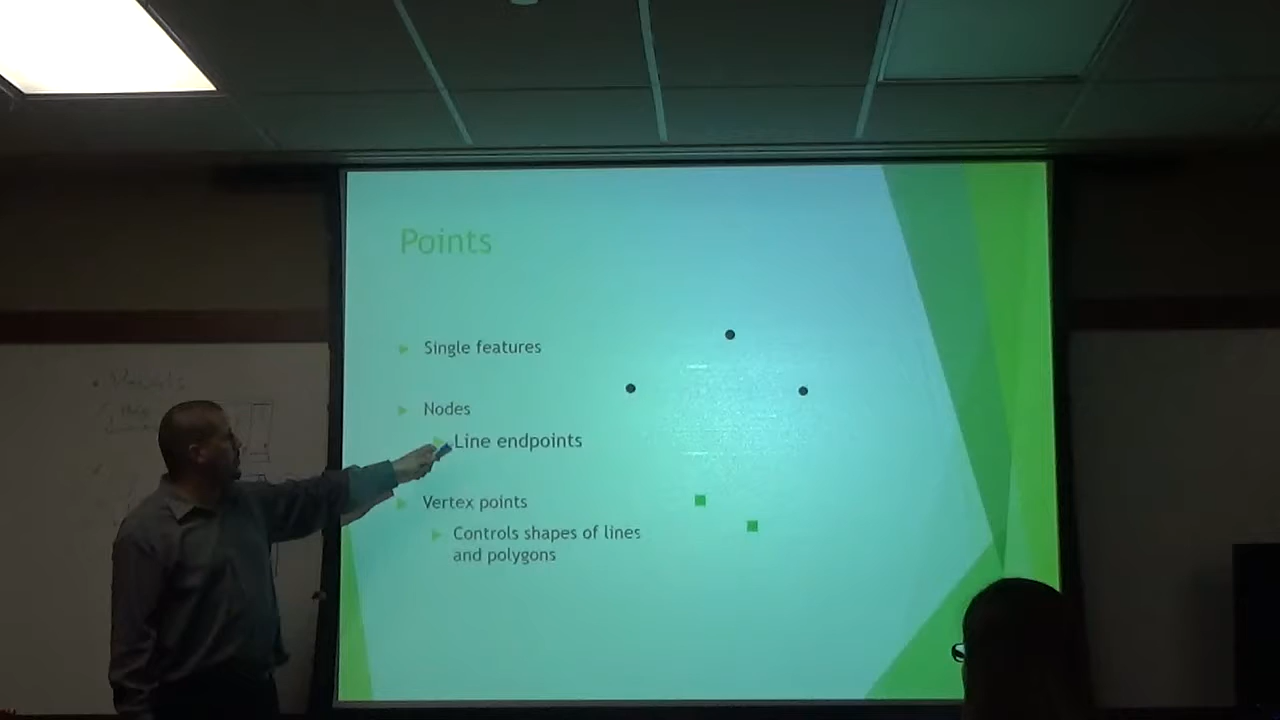 Points
Single features
Nodes
Line endpoints
Vertex points
Controls shapes of lines
and polygons